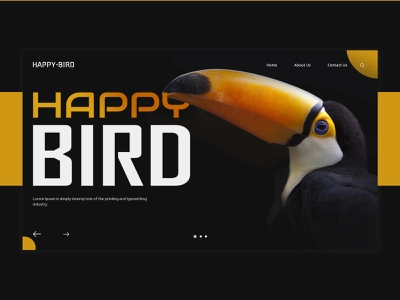 HAPPY-BIRD
Home About Us Contact Us
HAPPY
BIRD
Lorem Ipsum is simply dummy text of the printing and typesetting
industry.